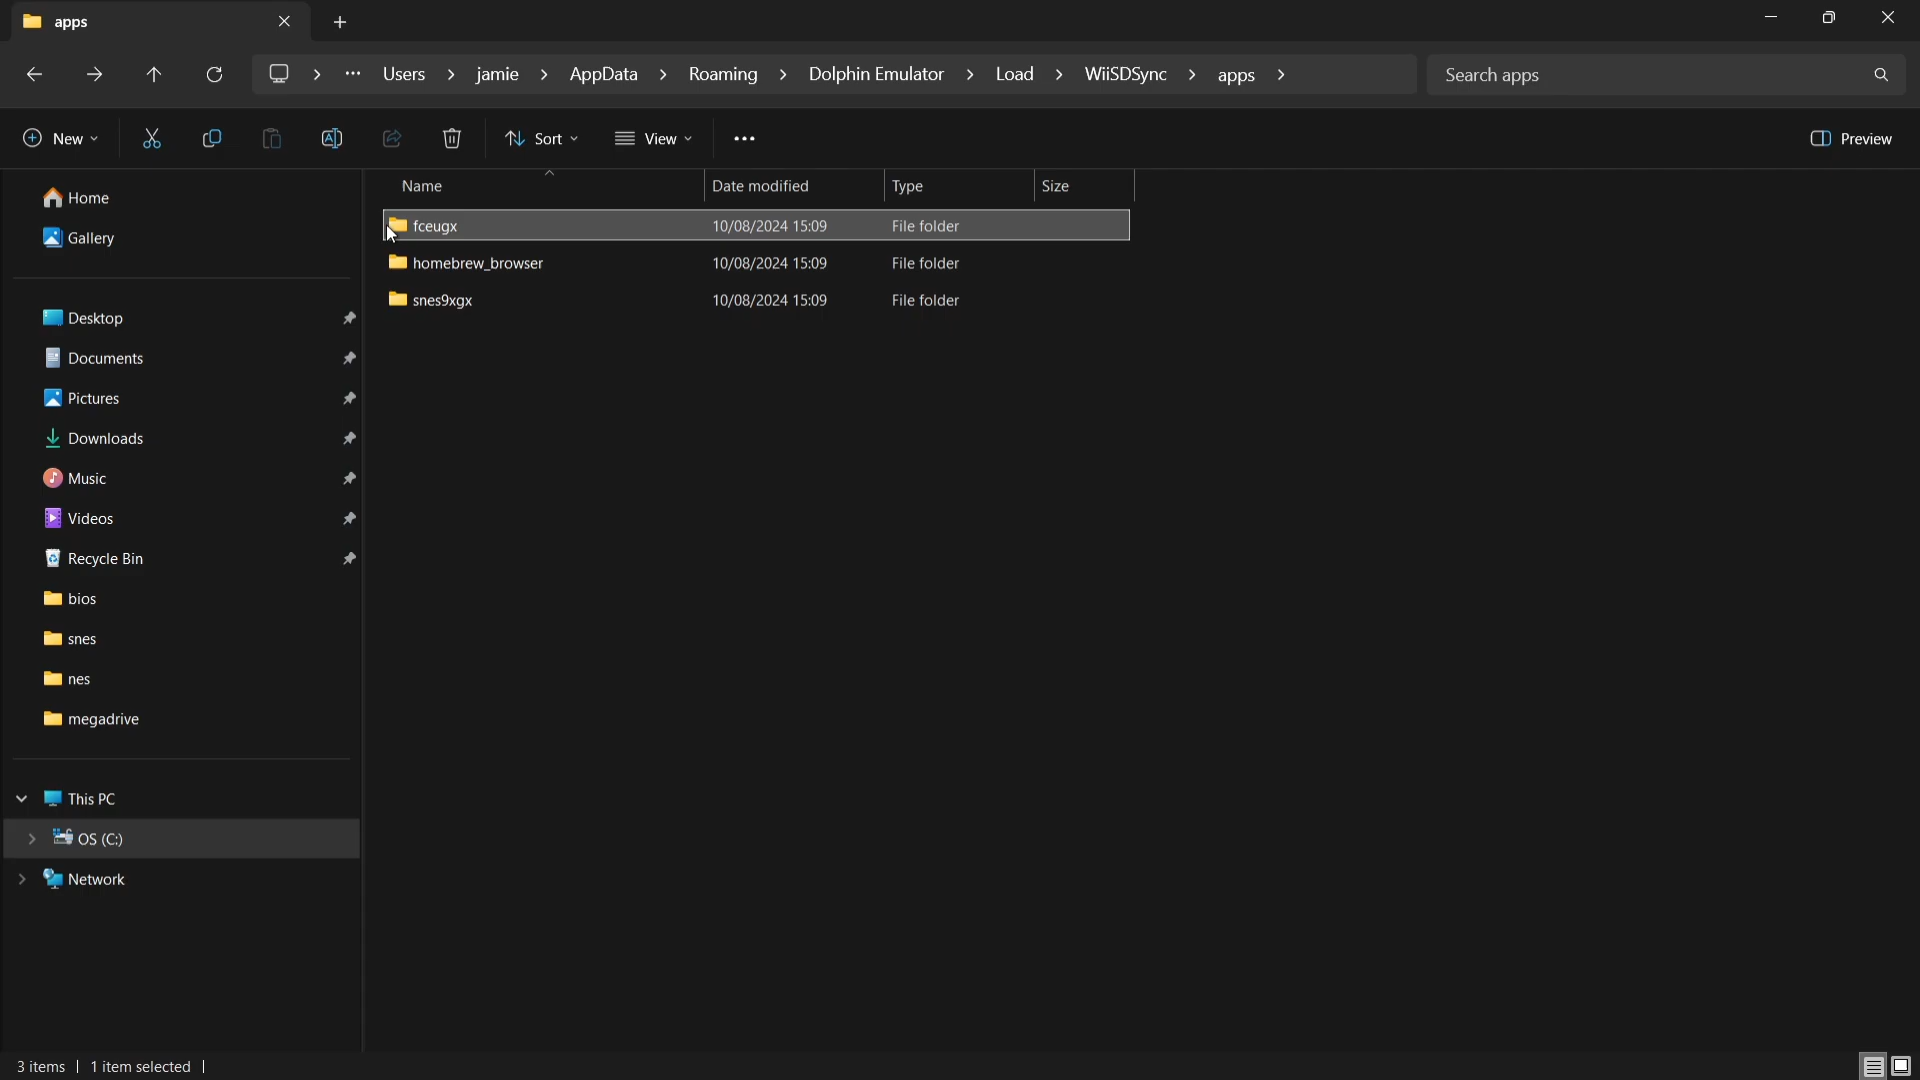 apps
Users jamie AppData Roaming Dolphin Emulator Load WiiSDSync apps Search apps
New Sort View Preview
Name Date modified Type Size
fceugx 10/08/2024 15:09 File folder
homebrew_browser 10/08/2024 15:09 File folder
snes9xgx 10/08/2024 15:09 File folder
Home
Gallery
Desktop
Documents
Pictures
Downloads
Music
Videos
Recycle Bin
bios
snes
nes
megadrive
This PC
OS (C:)
Network
3 items 1 item selected